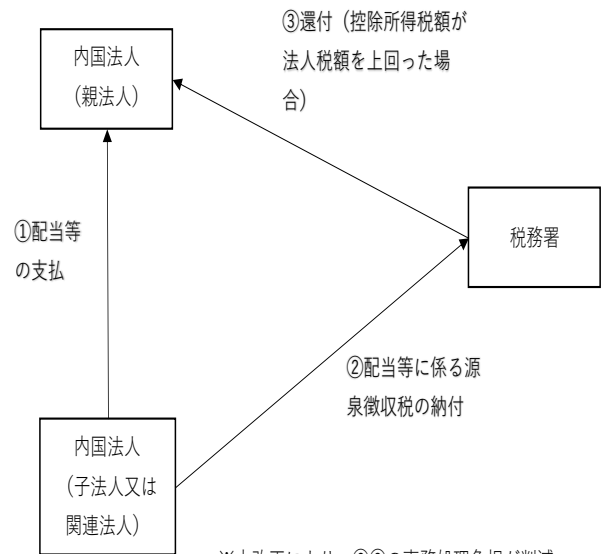 ③還付（控除所得税額が
法人税額を上回った場
合）
内国法人
（親法人）
①配当等
の支払
税務署
②配当等に係る源
泉徴収税の納付
内国法人
（子法人又は
関連法人）